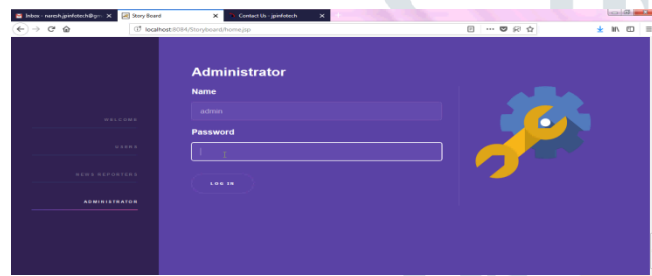 Inbox - naresh.jpinfotech@g
Story Board
Contact Us - jpinfotech
localhost:8084/Storyboard/home.jsp
Administrator
Name
admin
WELCOME
Password
USERS
NEWS REPORTERS
LOG IN
ADMINISTRATOR